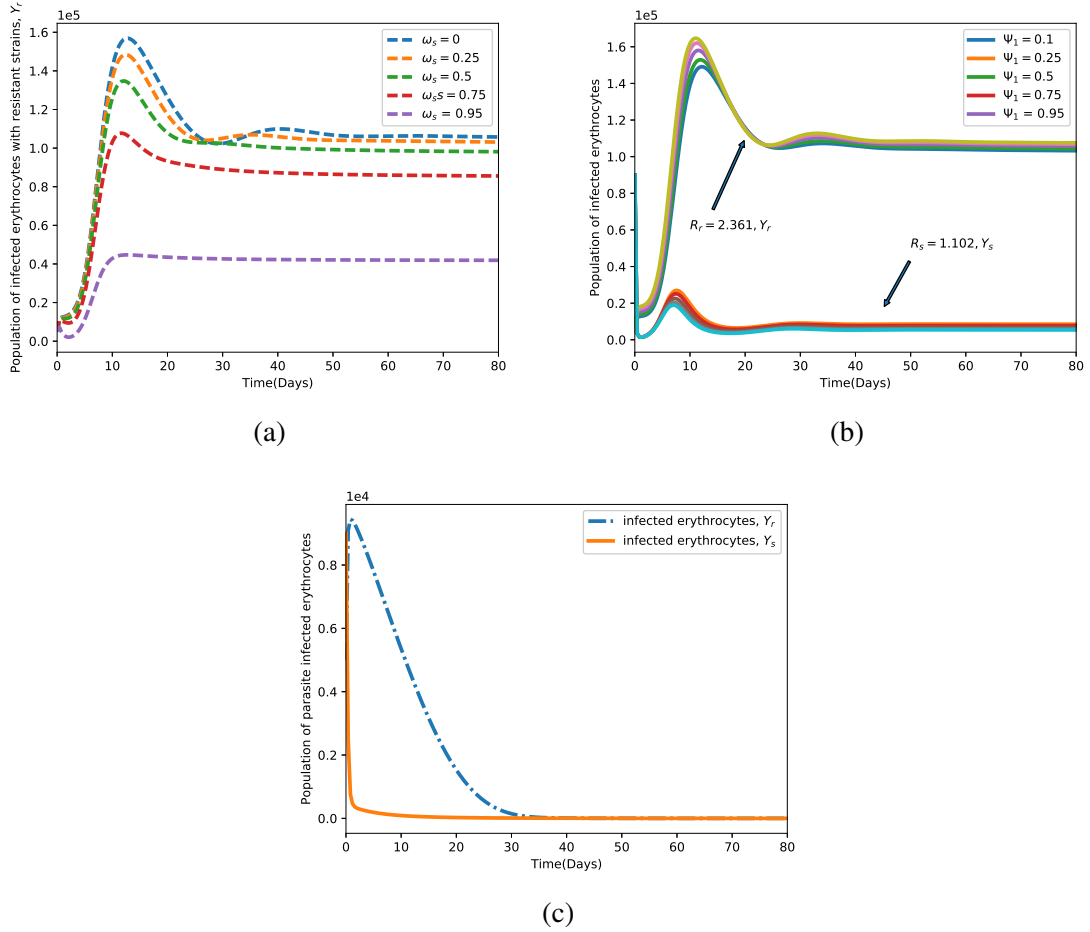 1e5
Population of infected erythrocytes with resistant strains, Yᵣ
1.6
1.4
1.2
1.0
0.8
0.6
0.4
0.2
0.0
0 10 20 30 40 50 60 70 80
Time(Days)
ωₛ = 0
ωₛ = 0.25
ωₛ = 0.5
ωₛs = 0.75
ωₛ = 0.95
(a)
1e5
Population of infected erythrocytes
1.6
1.4
1.2
1.0
0.8
0.6
0.4
0.2
0.0
0 10 20 30 40 50 60 70 80
Time(Days)
Ψ₁ = 0.1
Ψ₁ = 0.25
Ψ₁ = 0.5
Ψ₁ = 0.75
Ψ₁ = 0.95
Rᵣ = 2.361, Yᵣ
Rₛ = 1.102, Yₛ
(b)
1e4
Population of parasite infected erythrocytes
0.8
0.6
0.4
0.2
0.0
0 10 20 30 40 50 60 70 80
Time(Days)
infected erythrocytes, Yᵣ
infected erythrocytes, Yₛ
(c)